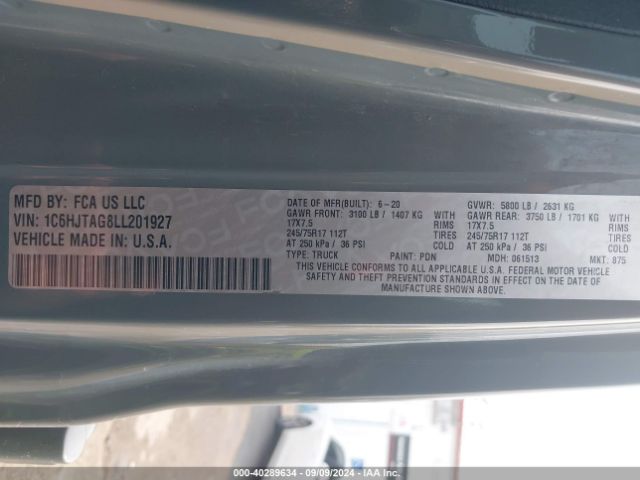 MFD BY: FCA US LLC
VIN: 1C6HJTAG8LL201927
VEHICLE MADE IN: U.S.A.
DATE OF MFR(BUILT): 6-20 GVWR: 5800 LB / 2631 KG
GAWR FRONT: 3100 LB / 1407 KG WITH GAWR REAR: 3750 LB / 1701 KG WITH
17X7.5 RIMS 17X7.5 RIMS
245/75R17 112T TIRES 245/75R17 112T TIRES
AT 250 kPa / 36 PSI COLD AT 250 kPa / 36 PSI COLD
TYPE: TRUCK PAINT: PDN MDH: 061513 MKT: 875
THIS VEHICLE CONFORMS TO ALL APPLICABLE U.S.A. FEDERAL MOTOR VEHICLE
SAFETY AND THEFT PREVENTION STANDARDS IN EFFECT ON THE DATE OF
MANUFACTURE SHOWN ABOVE.
000-40289634 - 09/09/2024 - IAAI.COM